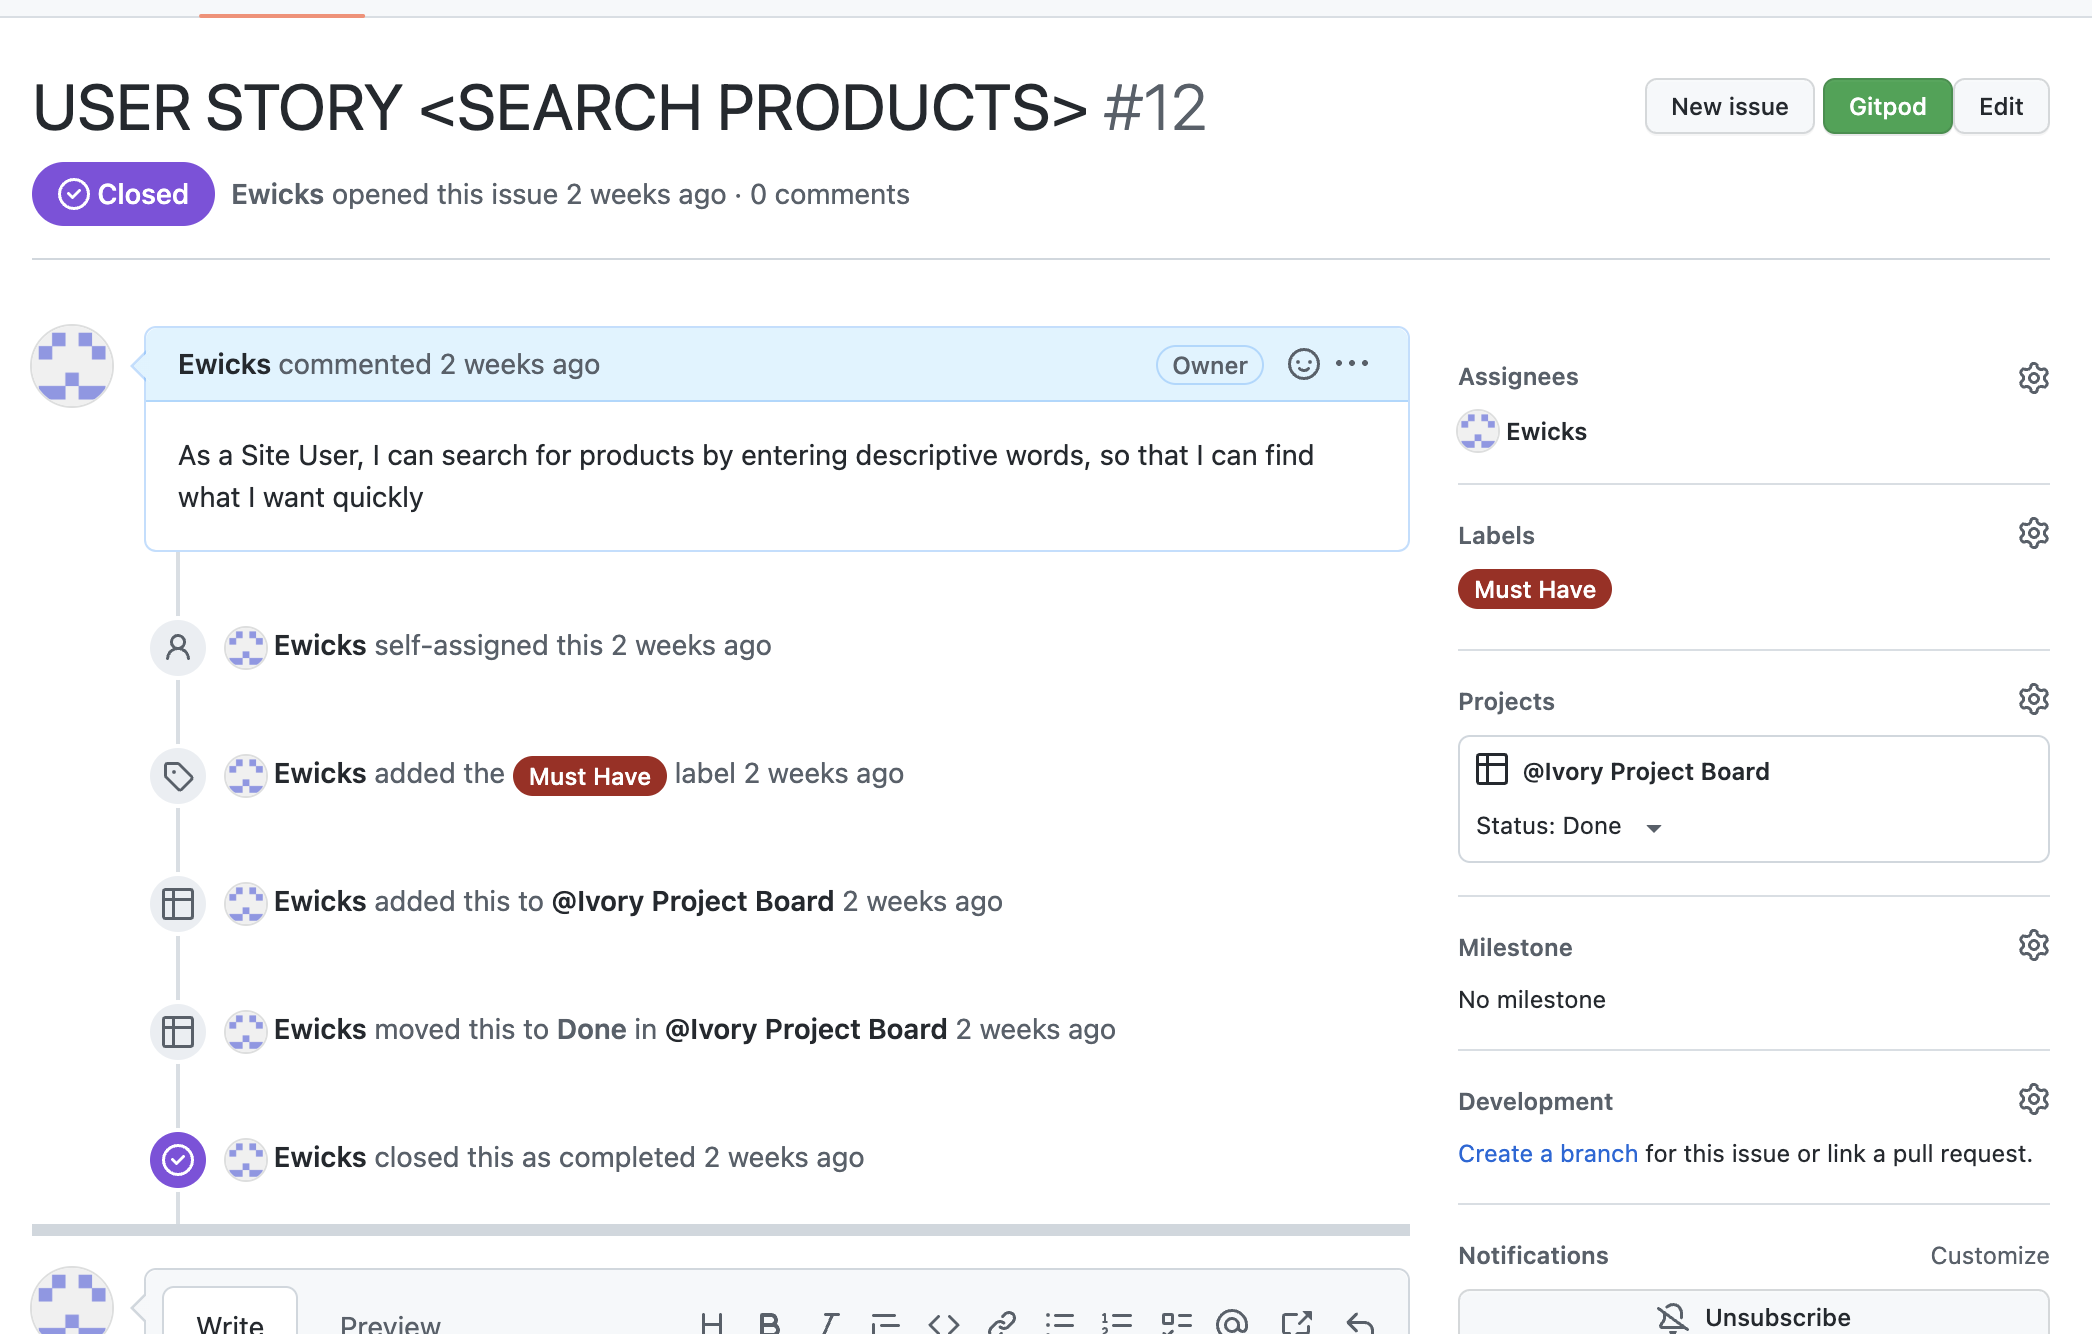 USER STORY <SEARCH PRODUCTS> #12
New issue
Gitpod
Edit
Closed
Ewicks opened this issue 2 weeks ago · 0 comments
Ewicks commented 2 weeks ago
Owner
As a Site User, I can search for products by entering descriptive words, so that I can find
what I want quickly
Ewicks self-assigned this 2 weeks ago
Ewicks added the Must Have label 2 weeks ago
Ewicks added this to @Ivory Project Board 2 weeks ago
Ewicks moved this to Done in @Ivory Project Board 2 weeks ago
Ewicks closed this as completed 2 weeks ago
Write
Preview
Assignees
Ewicks
Labels
Must Have
Projects
@Ivory Project Board
Status: Done
Milestone
No milestone
Development
Create a branch for this issue or link a pull request.
Notifications
Customize
Unsubscribe